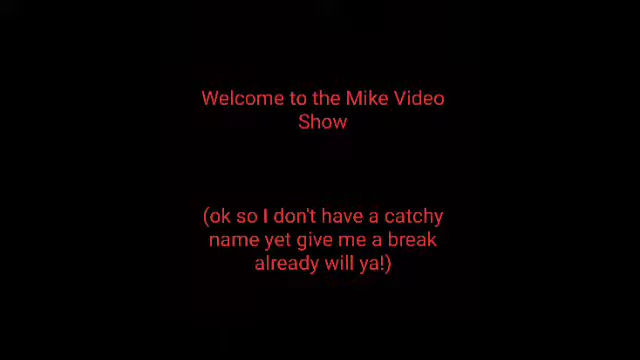 Welcome to the Mike Video
Show
(ok so I don't have a catchy
name yet give me a break
already will ya!)